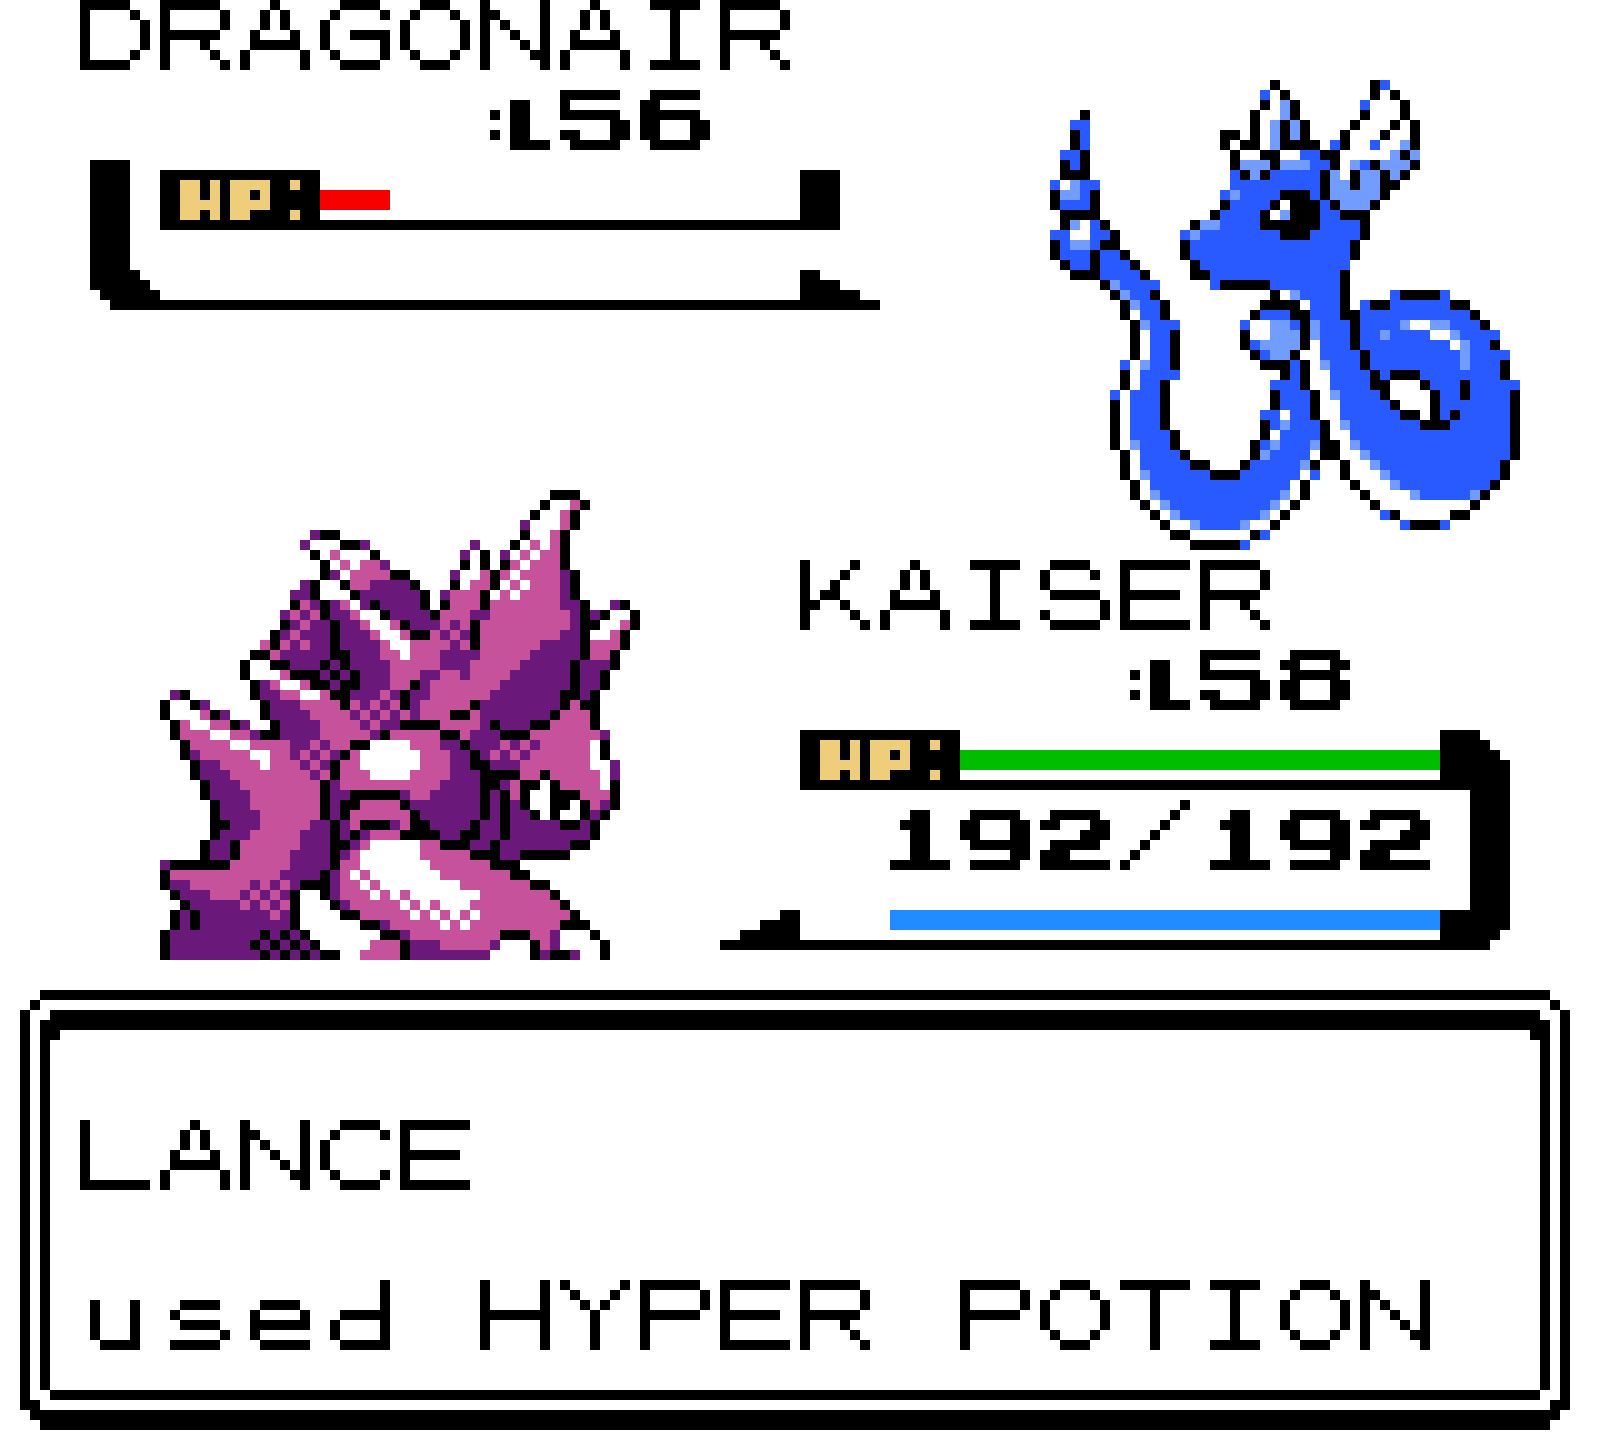 DRAGONAIR
:L56
HP:
KAISER
:L58
HP:
192/192
LANCE
used HYPER POTION